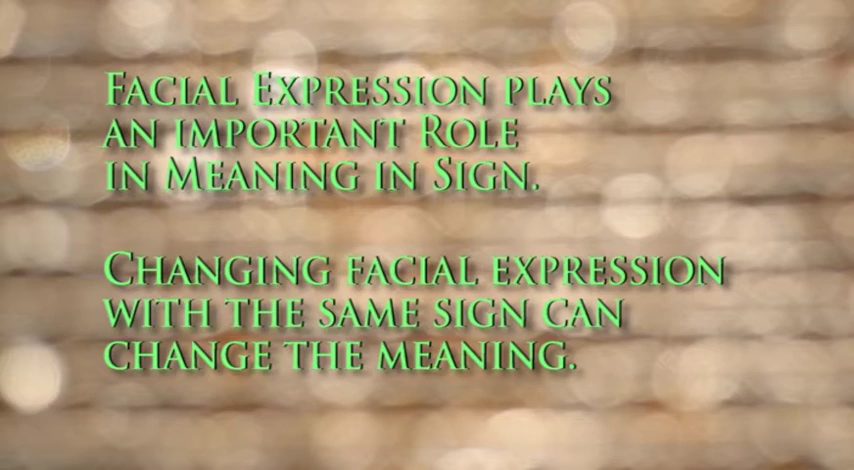 Facial Expression plays
an important Role
in Meaning in Sign.
Changing facial expression
with the same sign can
change the meaning.